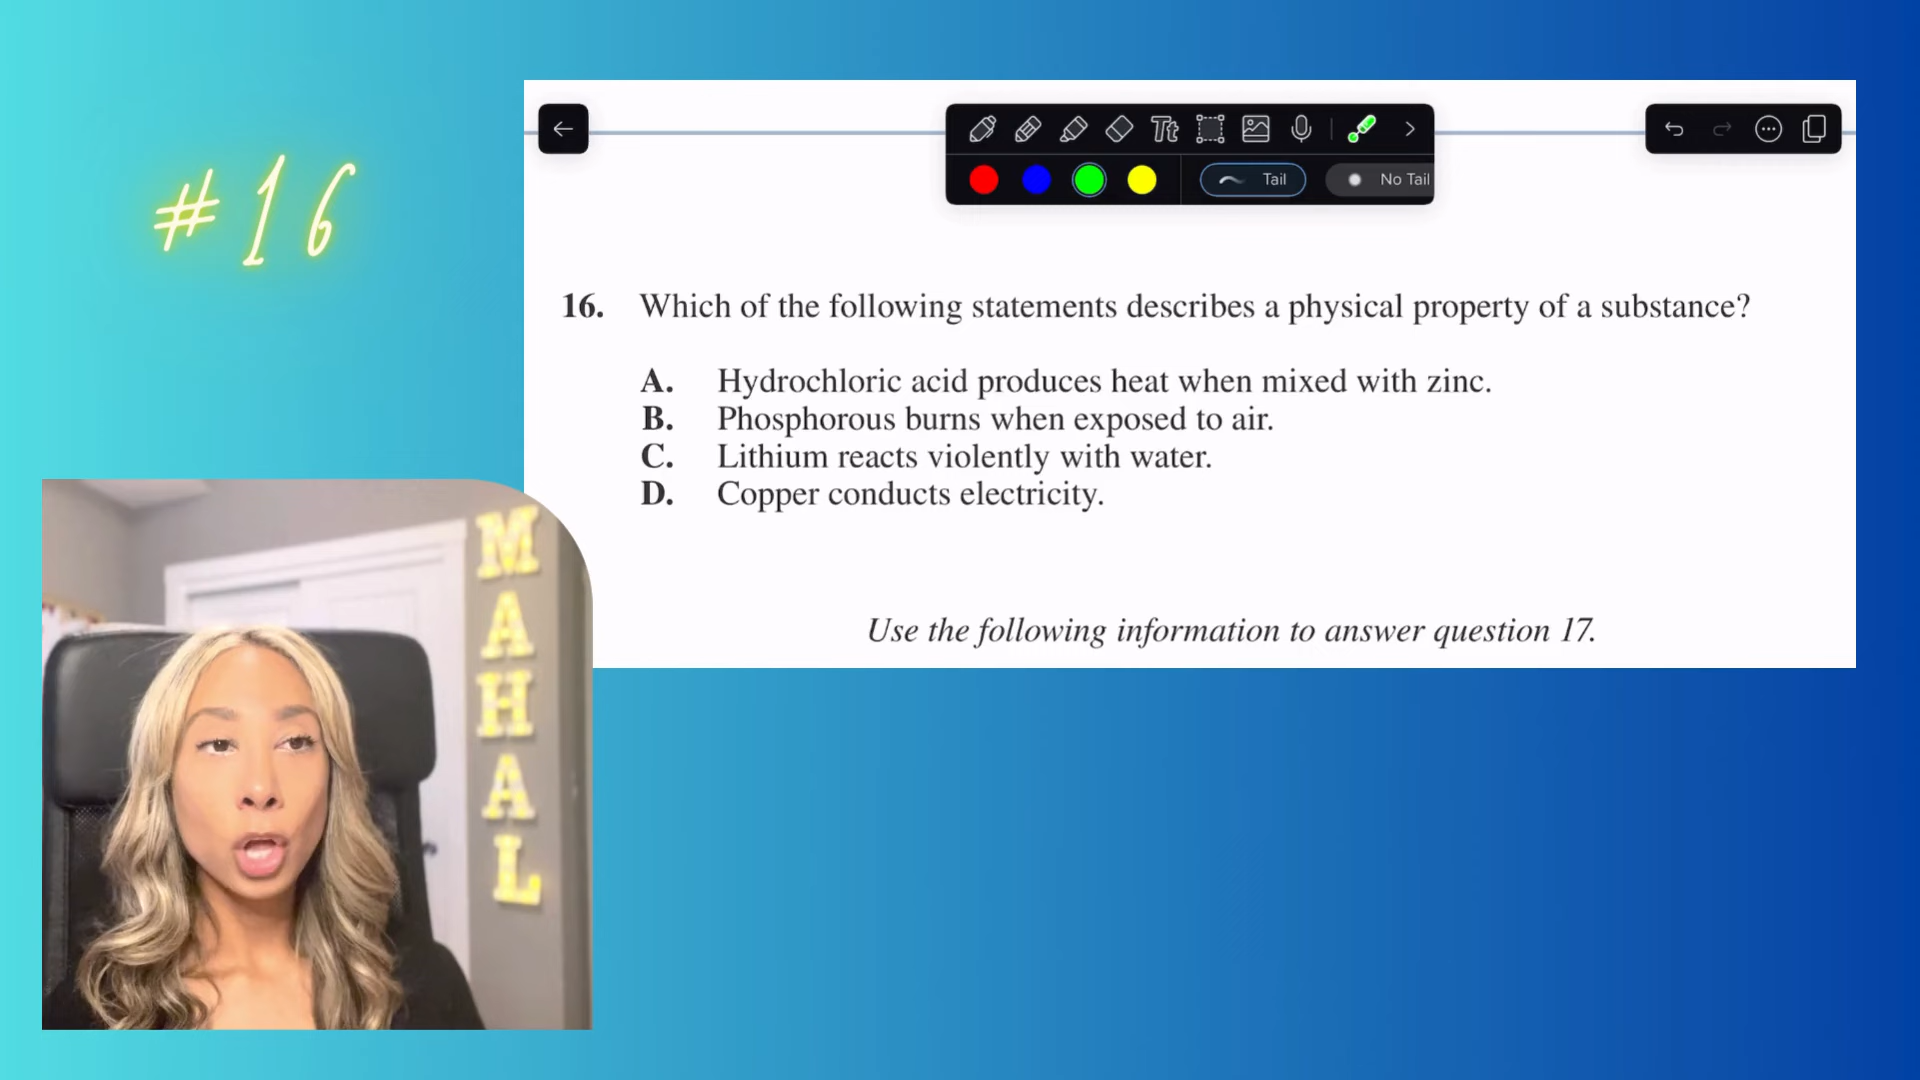 #16
Tt
Tail
No Tail
16. Which of the following statements describes a physical property of a substance?
A. Hydrochloric acid produces heat when mixed with zinc.
B. Phosphorous burns when exposed to air.
C. Lithium reacts violently with water.
D. Copper conducts electricity.
Use the following information to answer question 17.
MAHAL